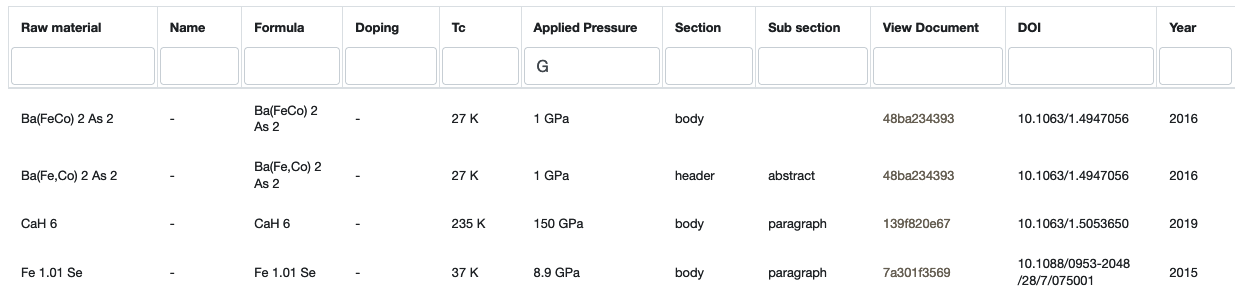 Raw material Name Formula Doping Tc Applied Pressure Section Sub section View Document DOI Year
G
Ba(FeCo) 2 As 2 - Ba(FeCo) 2 As 2 - 27 K 1 GPa body 48ba234393 10.1063/1.4947056 2016
Ba(Fe,Co) 2 As 2 - Ba(Fe,Co) 2 As 2 - 27 K 1 GPa header abstract 48ba234393 10.1063/1.4947056 2016
CaH 6 - CaH 6 - 235 K 150 GPa body paragraph 139f820e67 10.1063/1.5053650 2019
Fe 1.01 Se - Fe 1.01 Se - 37 K 8.9 GPa body paragraph 7a301f3569 10.1088/0953-2048/28/7/075001 2015